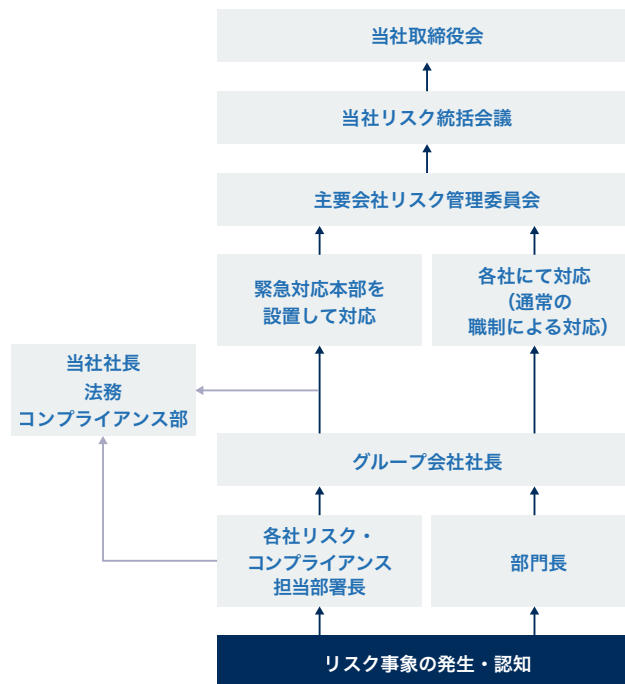 当社取締役会
当社リスク統括会議
主要会社リスク管理委員会
緊急対応本部を
設置して対応
各社にて対応
（通常の
職制による対応）
当社社長
法務
コンプライアンス部
グループ会社社長
各社リスク・
コンプライアンス
担当部署長
部門長
リスク事象の発生・認知